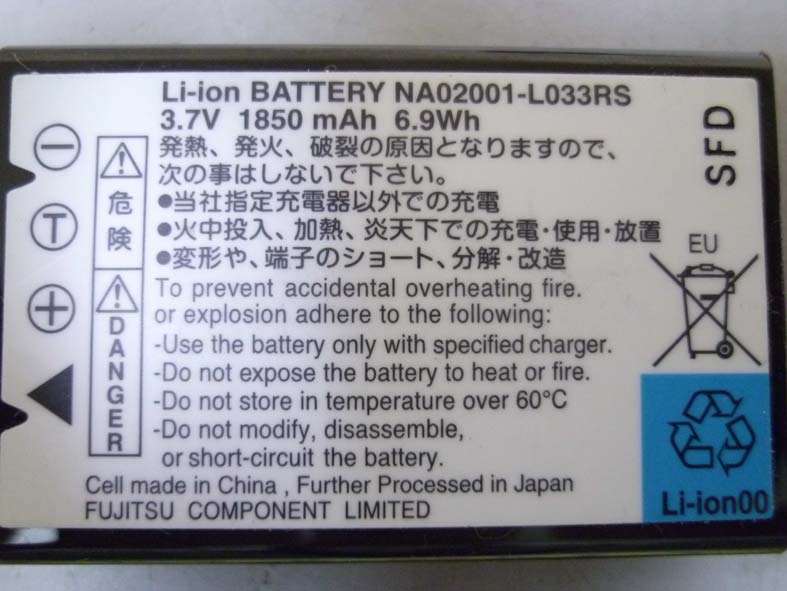 Li-ion BATTERY NA02001-L033RS
3.7V 1850 mAh 6.9Wh
発熱、発火、破裂の原因となりますので、
次の事はしないで下さい。
●当社指定充電器以外での充電
●火中投入、加熱、炎天下での充電・使用・放置
●変形や、端子のショート、分解・改造
危険
To prevent accidental overheating fire.
or explosion adhere to the following:
-Use the battery only with specified charger.
-Do not expose the battery to heat or fire.
-Do not store in temperature over 60°C
-Do not modify, disassemble,
or short-circuit the battery.
DANGER
Cell made in China , Further Processed in Japan
FUJITSU COMPONENT LIMITED
T
SFD
EU
Li-ion00